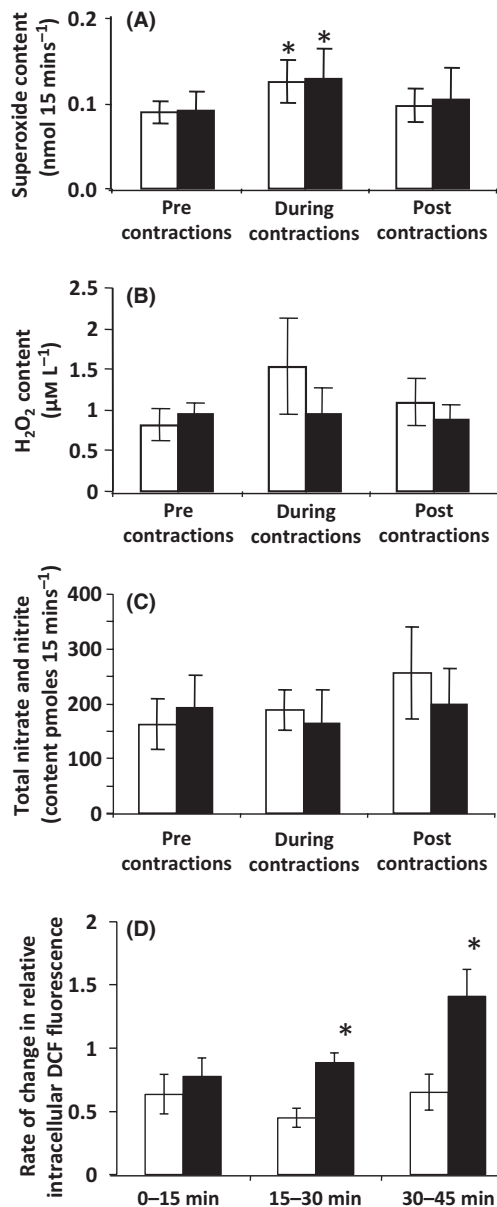 (A)
Superoxide content
(nmol 15 mins⁻¹)
0.2
0.1
0.0
* *
Pre contractions
During contractions
Post contractions
(B)
H₂O₂ content
(μM L⁻¹)
2.5
2
1.5
1
0.5
0
Pre contractions
During contractions
Post contractions
(C)
Total nitrate and nitrite
(content pmoles 15 mins⁻¹)
400
300
200
100
0
Pre contractions
During contractions
Post contractions
(D)
Rate of change in relative
intracellular DCF fluorescence
2
1.5
1
0.5
0
*
*
0–15 min
15–30 min
30–45 min